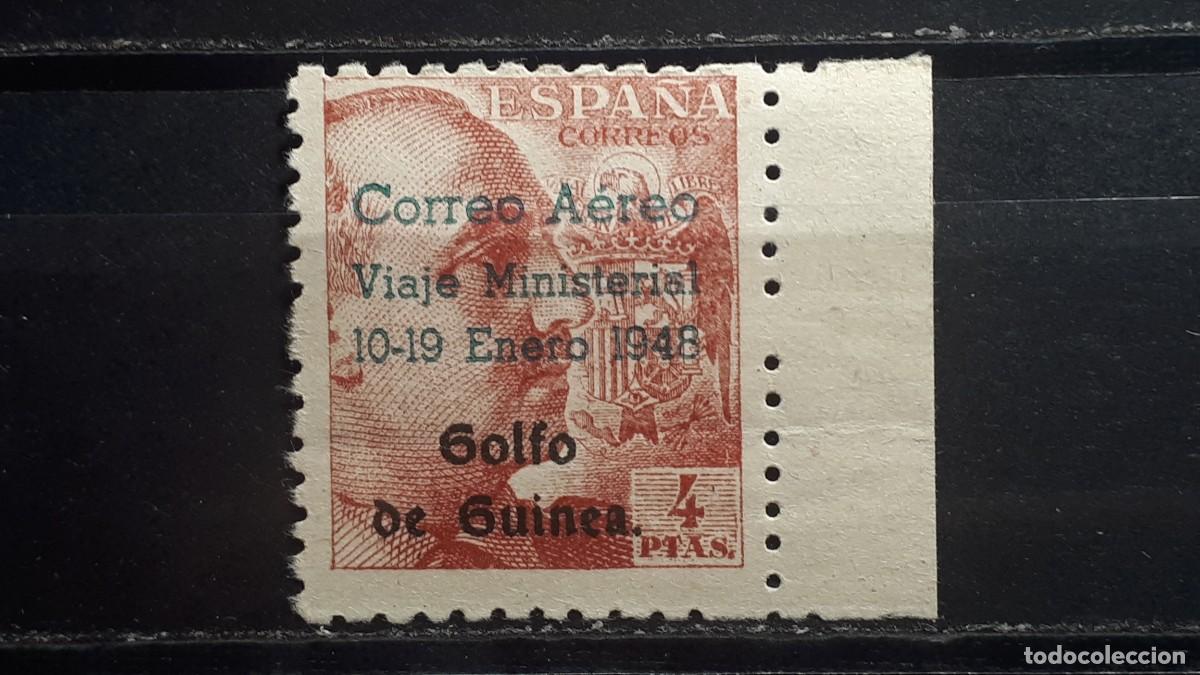 ESPAÑA
CORREOS
Correo Aéreo
Viaje Ministerial
10-19 Enero 1948
Golfo
de Guinea.
4
PTAS.
todocoleccion